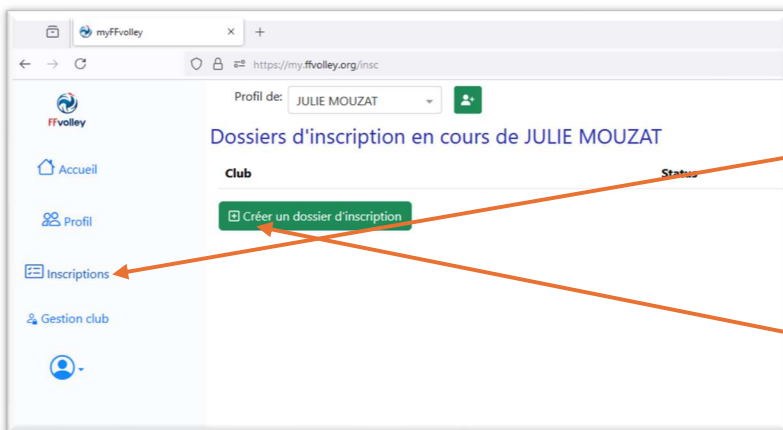 myFFvolley
https://my.ffvolley.org/insc
FFvolley
Accueil
Profil
Inscriptions
Gestion club
Profil de: JULIE MOUZAT
Dossiers d'inscription en cours de JULIE MOUZAT
Club Status
Créer un dossier d'inscription